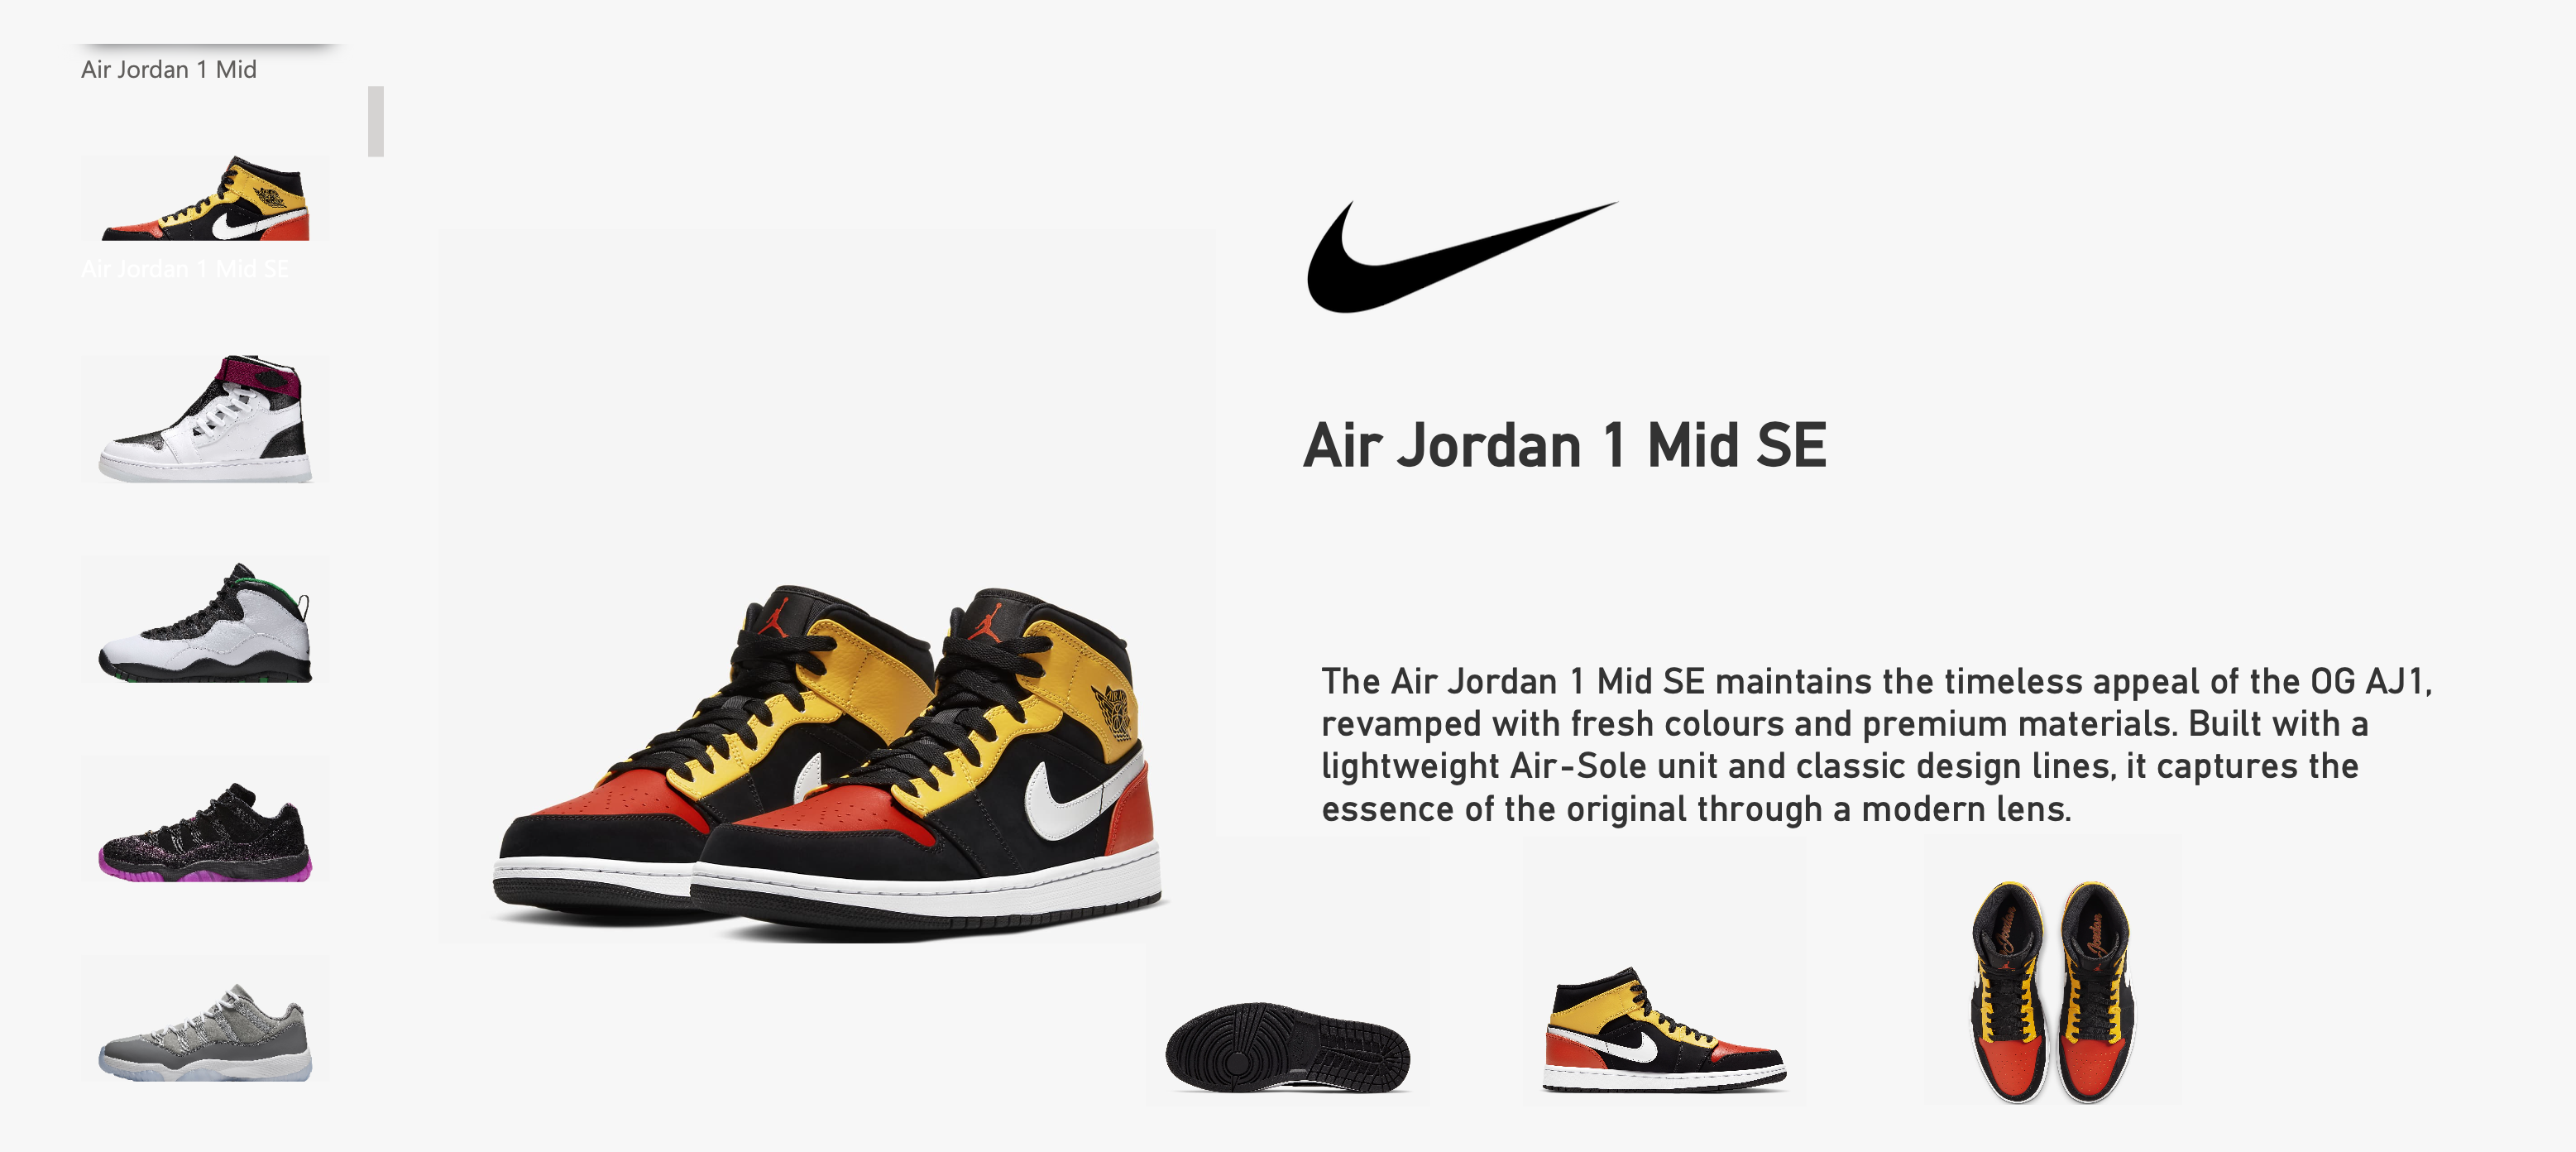 Air Jordan 1 Mid
Air Jordan 1 Mid SE
Air Jordan 1 Mid SE
The Air Jordan 1 Mid SE maintains the timeless appeal of the OG AJ1,
revamped with fresh colours and premium materials. Built with a
lightweight Air-Sole unit and classic design lines, it captures the
essence of the original through a modern lens.
Jordan
Jordan